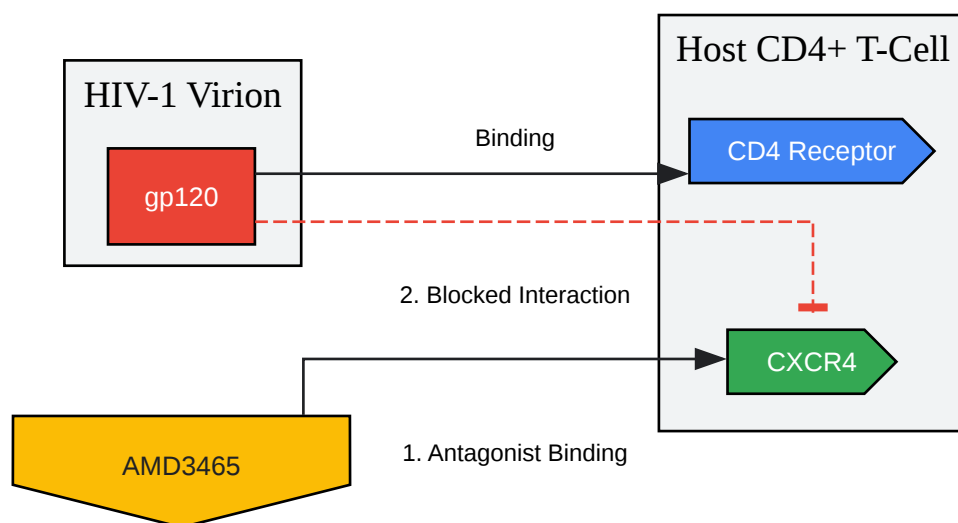 Host CD4+ T-Cell
HIV-1 Virion
Binding
CD4 Receptor
gp120
2. Blocked Interaction
CXCR4
1. Antagonist Binding
AMD3465